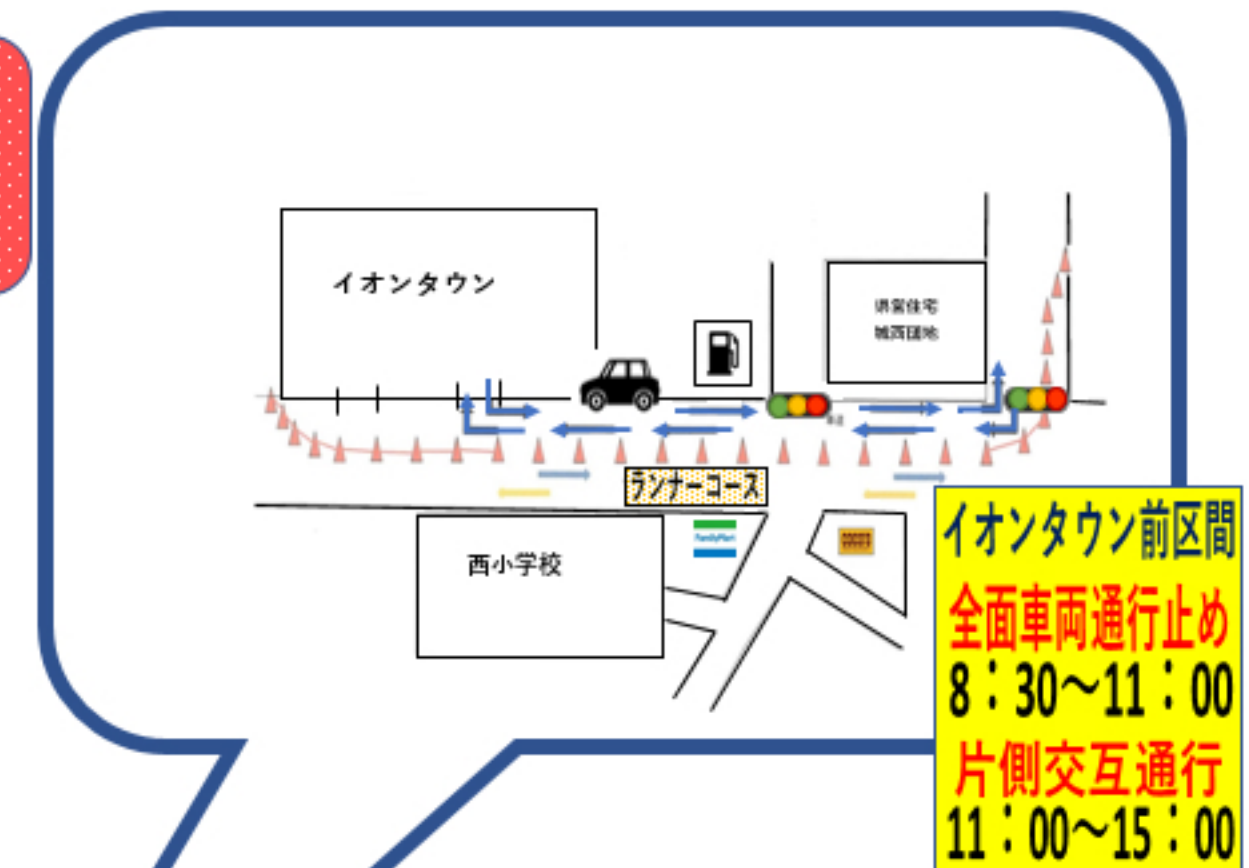 イオンタウン
県営住宅
城西団地
ランナーコース
FamilyMart
西小学校
イオンタウン前区間
全面車両通行止め
8:30～11:00
片側交互通行
11:00～15:00